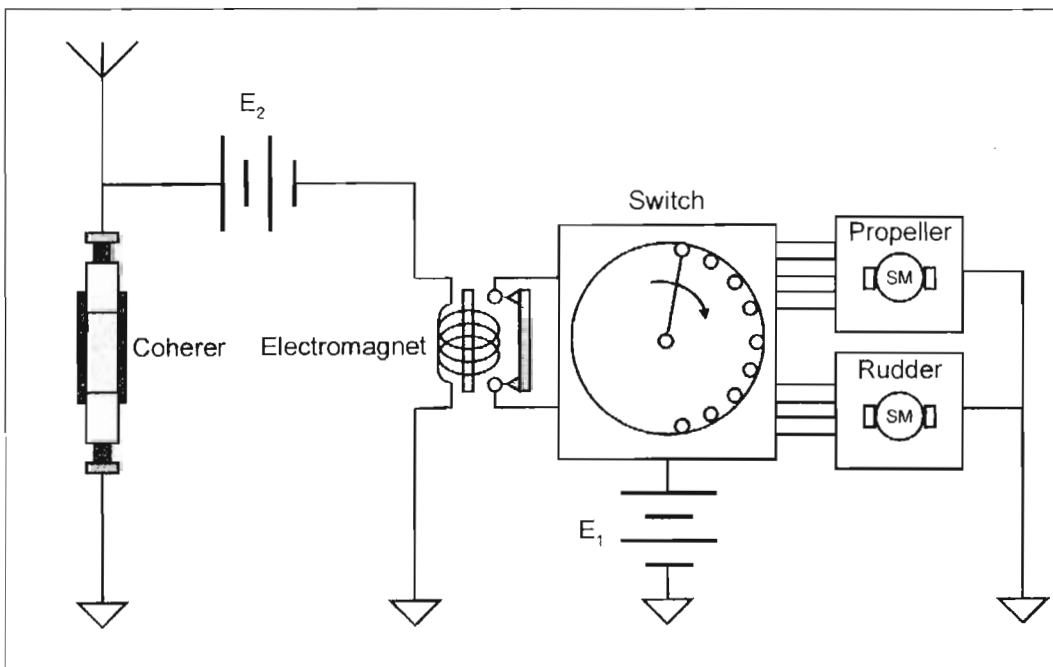 E₂
Switch
Propeller
SM
Coherer
Electromagnet
Rudder
SM
E₁